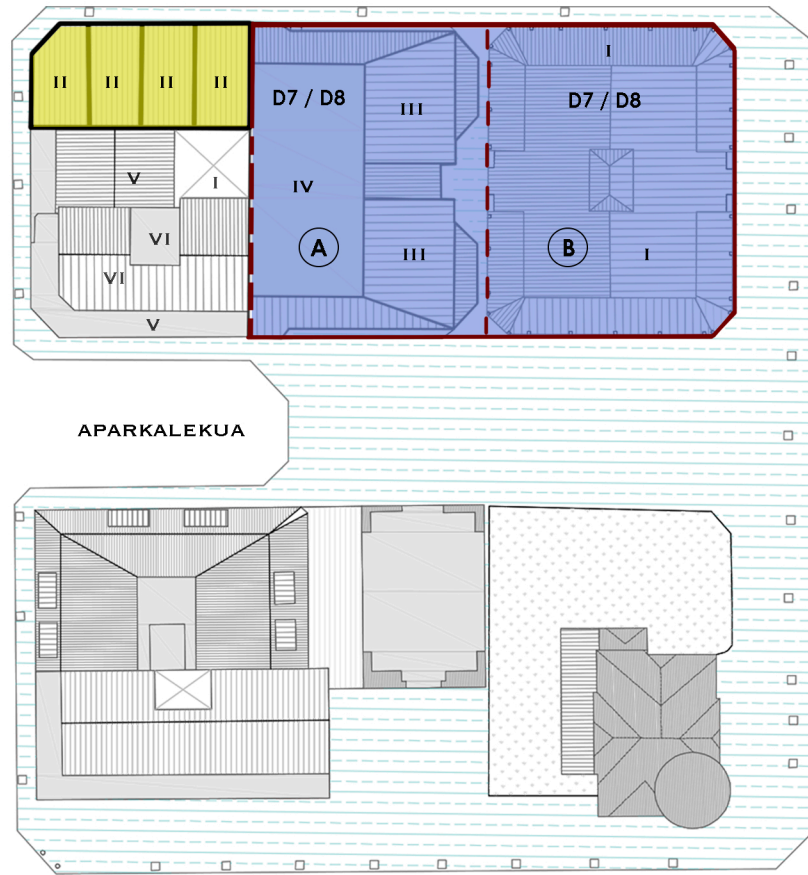 I
II II II II
D7 / D8 D7 / D8
III
V I IV
VI A B
VI III I
V
APARKALEKUA